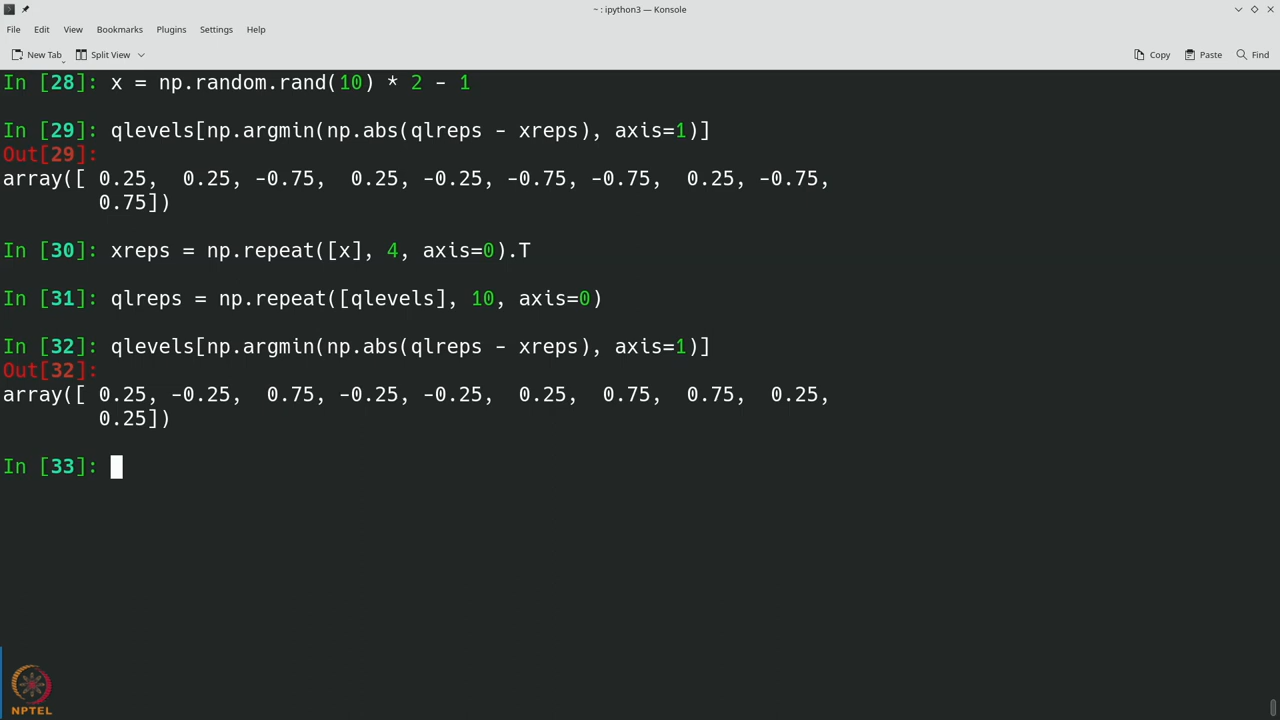 ~ : ipython3 — Konsole
File Edit View Bookmarks Plugins Settings Help
New Tab Split View Copy Paste Find
In [28]: x = np.random.rand(10) * 2 - 1
In [29]: qlevels[np.argmin(np.abs(qlreps - xreps), axis=1)]
Out[29]:
array([ 0.25,  0.25, -0.75,  0.25, -0.25, -0.75, -0.75,  0.25, -0.75,
        0.75])
In [30]: xreps = np.repeat([x], 4, axis=0).T
In [31]: qlreps = np.repeat([qlevels], 10, axis=0)
In [32]: qlevels[np.argmin(np.abs(qlreps - xreps), axis=1)]
Out[32]:
array([ 0.25, -0.25,  0.75, -0.25, -0.25,  0.25,  0.75,  0.75,  0.25,
        0.25])
In [33]:
NPTEL